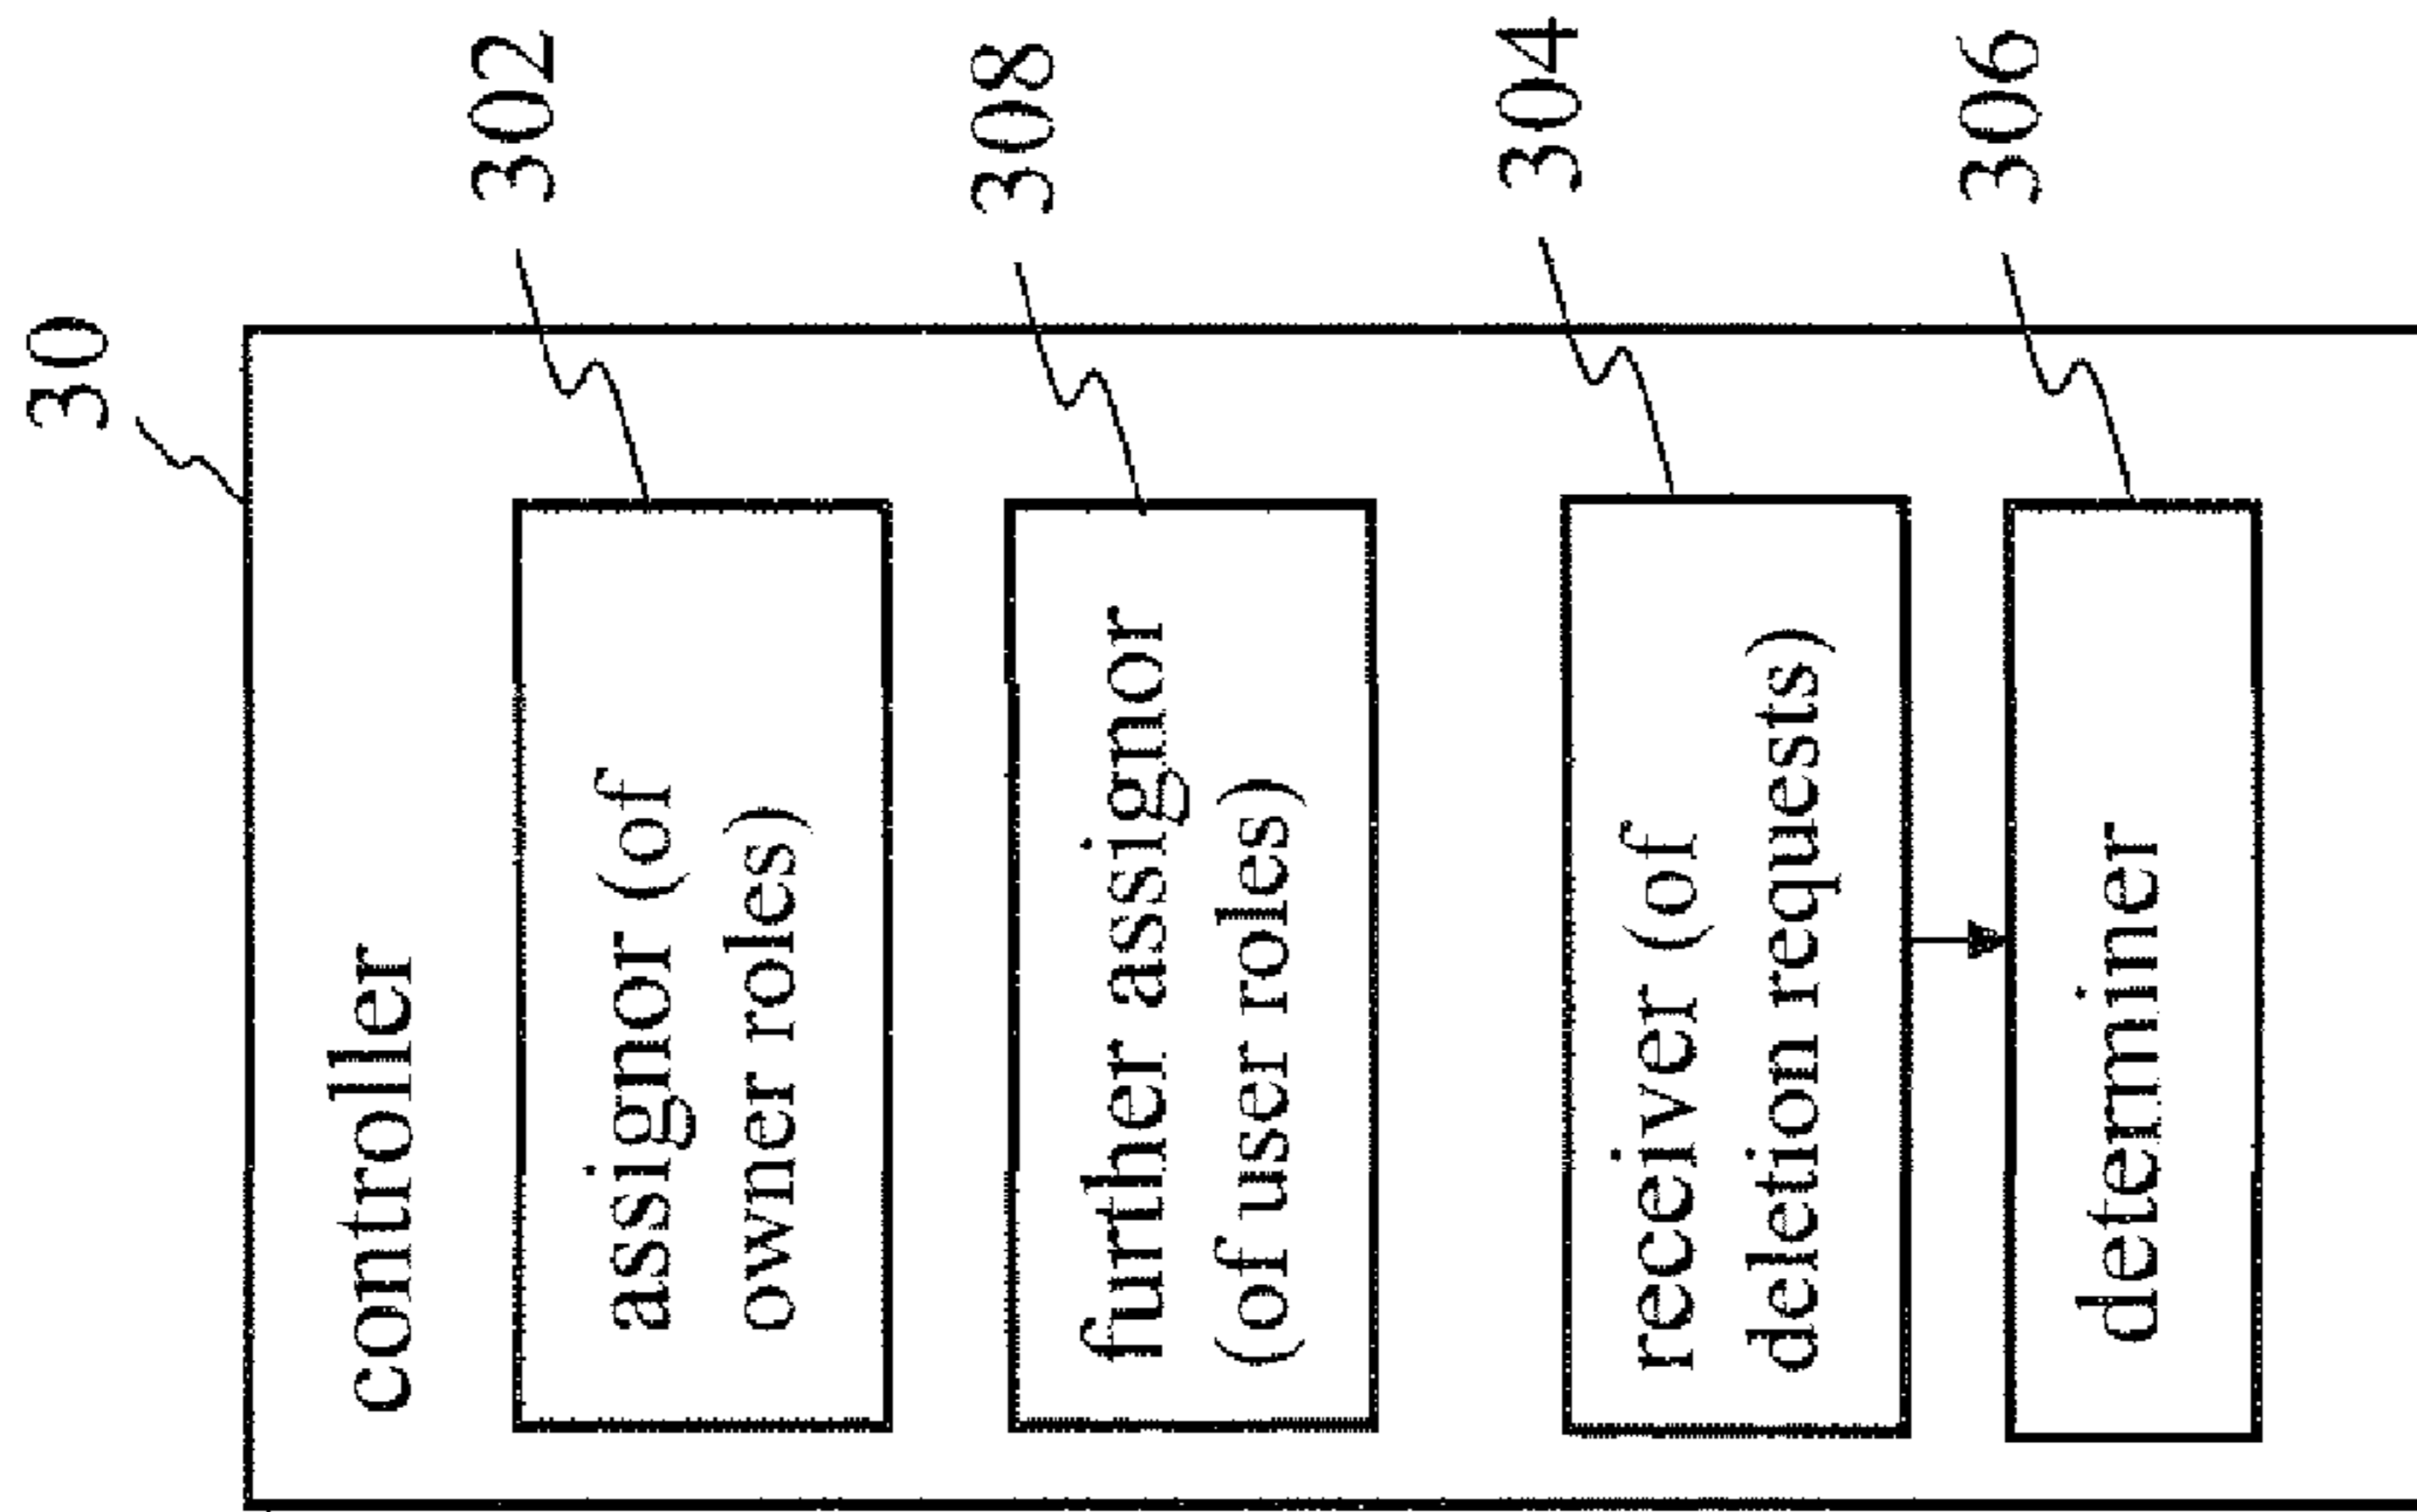 30
controller
302
assignor (of
owner roles)
308
further assignor
(of user roles)
304
receiver (of
deletion requests)
306
determiner